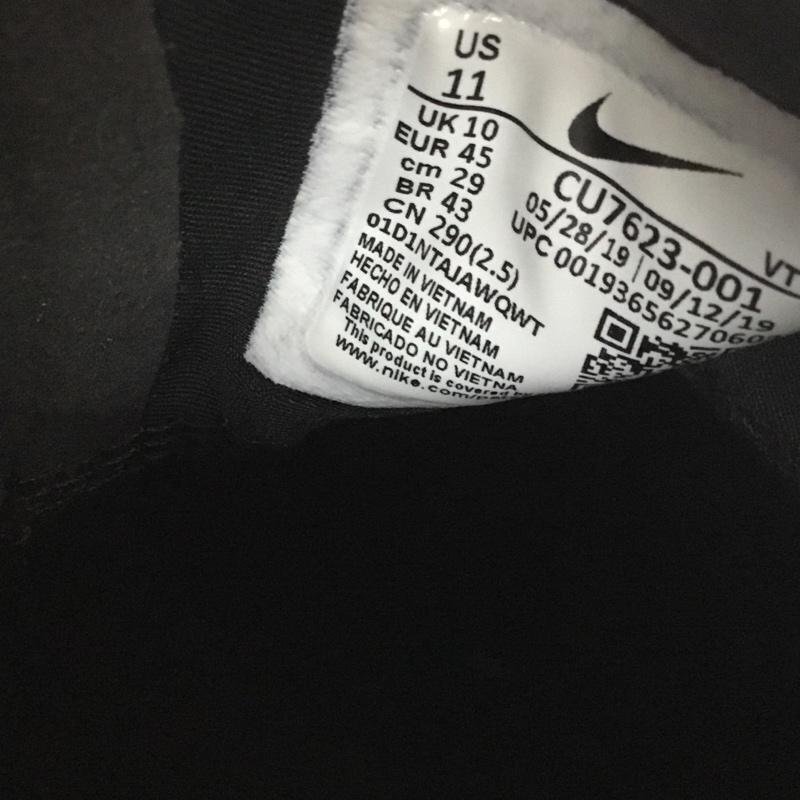 US
11
UK 10
EUR 45
cm 29
BR 43
CN 290(2.5)
01D1NTAJAWQWT
MADE IN VIETNAM
HECHO EN VIETNAM
FABRIQUE AU VIETNAM
FABRICADO NO VIETNA
This product is covered
www.nike.com/
CU7623-001
05/28/19 | 09/12/19
UPC 00193656270 60
VT